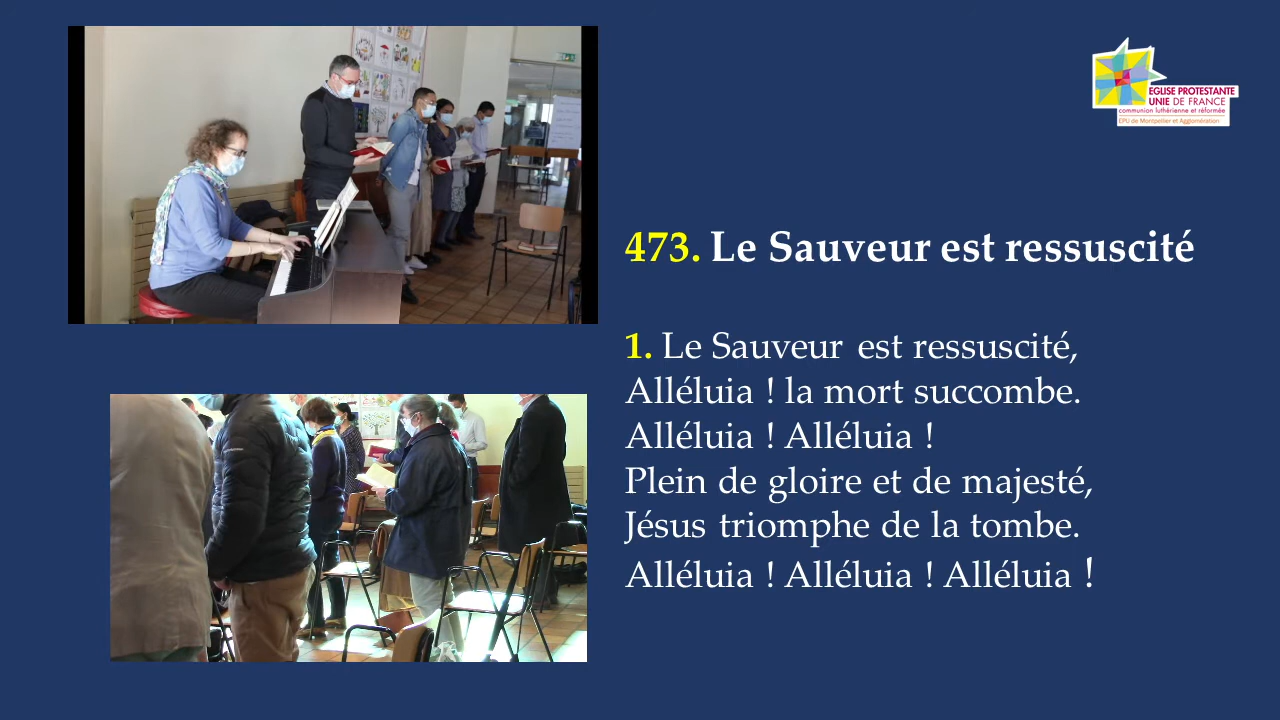 EGLISE PROTESTANTE
UNIE DE FRANCE
communion luthérienne et réformée
EPU de Montpellier et Agglomération
473. Le Sauveur est ressuscité
1. Le Sauveur est ressuscité,
Alléluia ! la mort succombe.
Alléluia ! Alléluia !
Plein de gloire et de majesté,
Jésus triomphe de la tombe.
Alléluia ! Alléluia ! Alléluia !